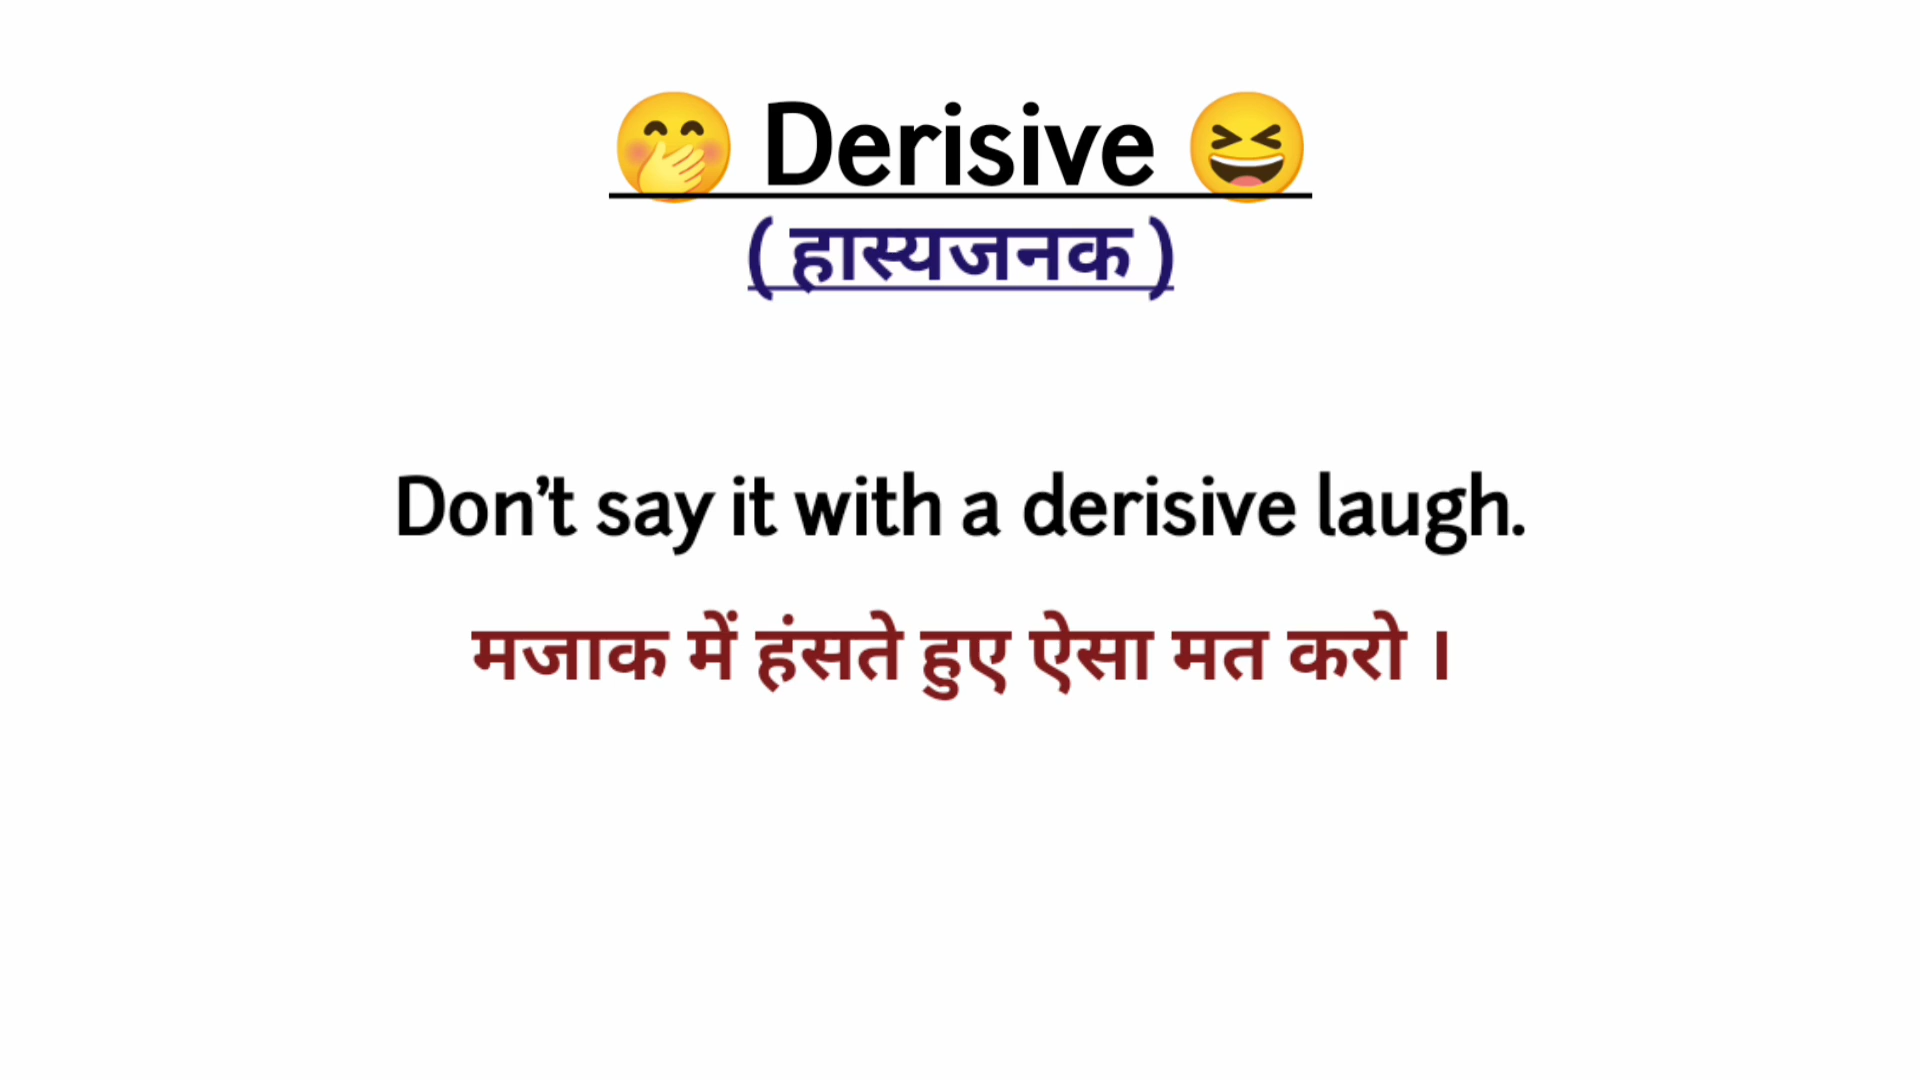 🤭 Derisive 😆
( हास्यजनक )
Don’t say it with a derisive laugh.
मजाक में हंसते हुए ऐसा मत करो ।